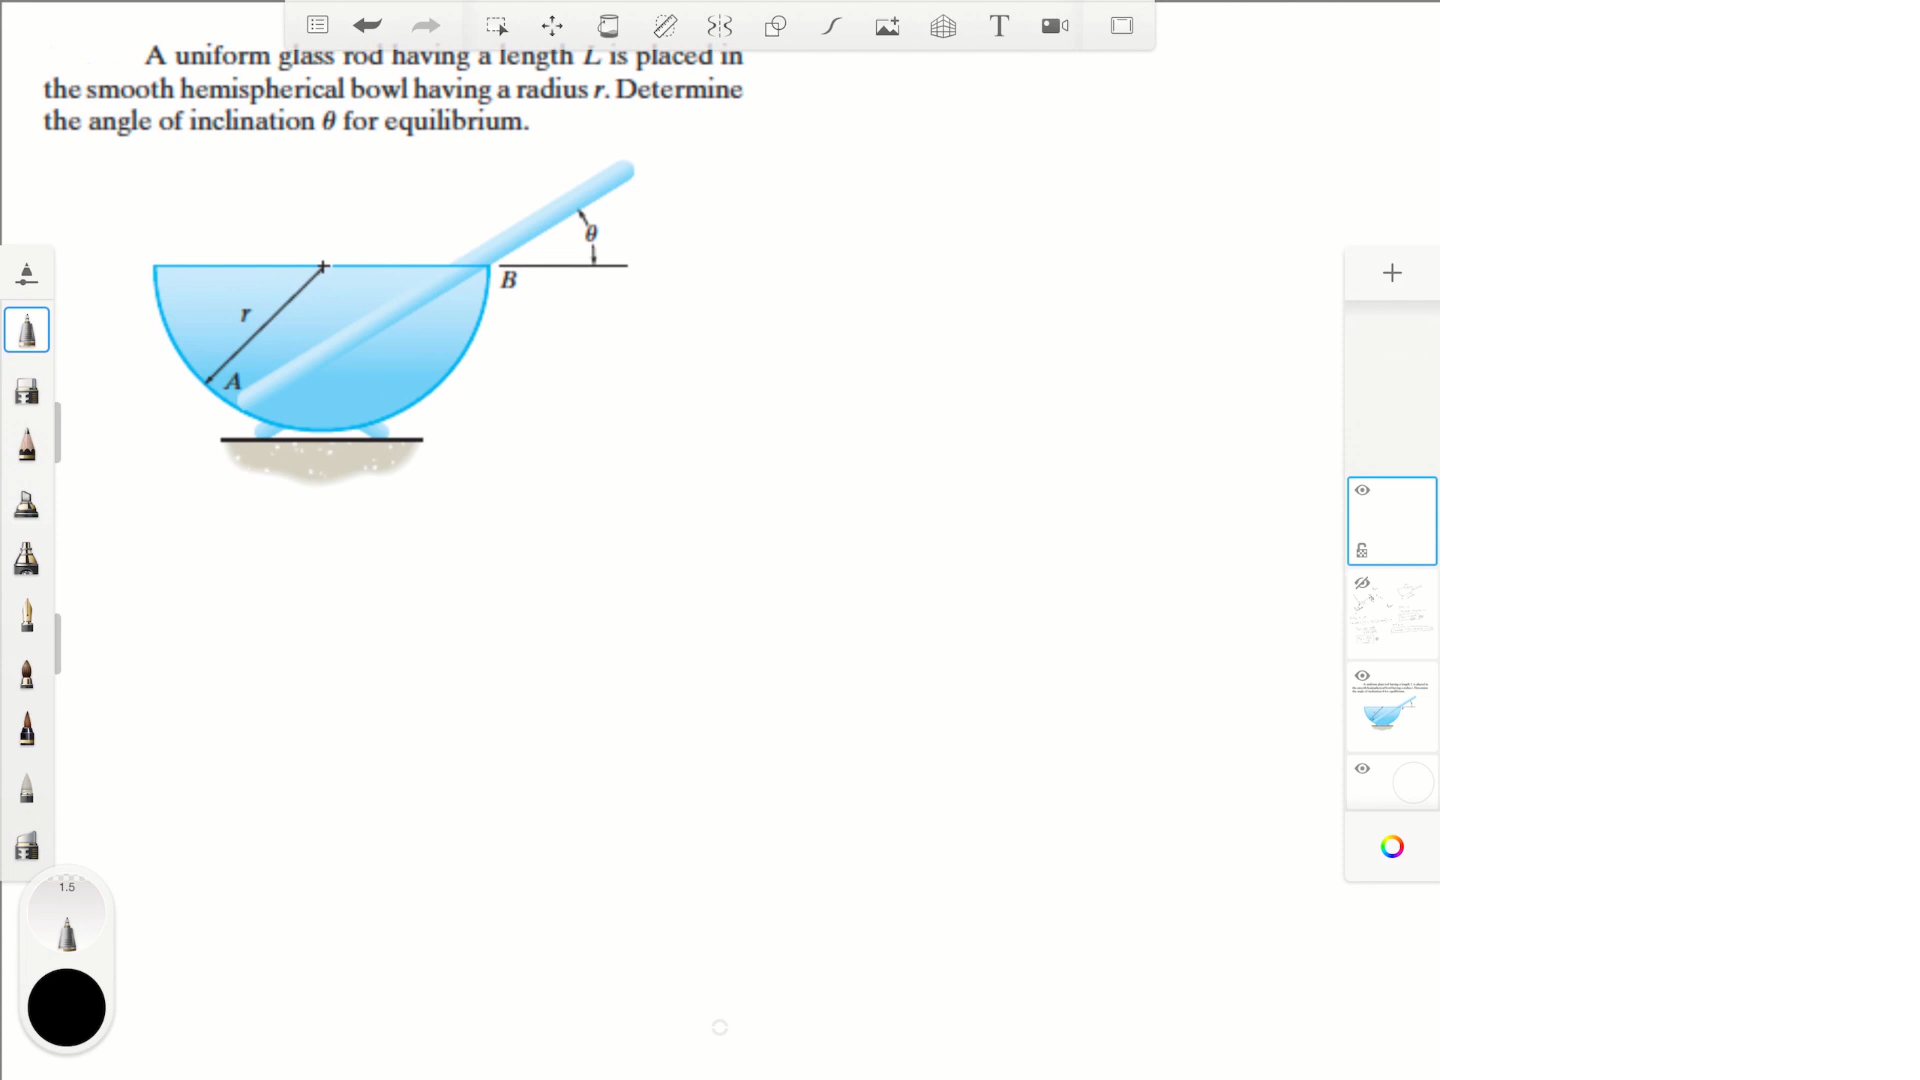 A uniform glass rod having a length L is placed in
the smooth hemispherical bowl having a radius r. Determine
the angle of inclination θ for equilibrium.
θ
B
r
A
T
1.5